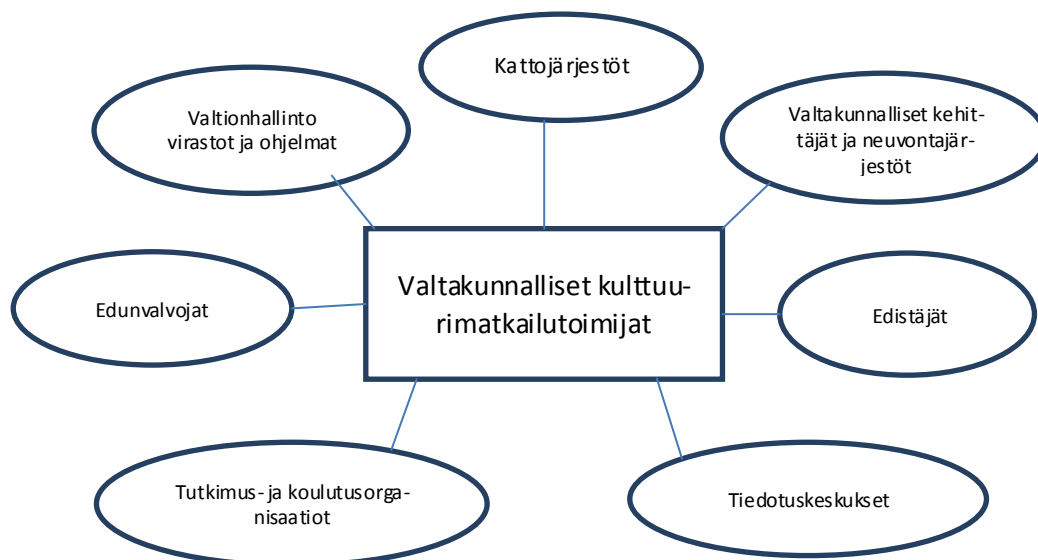 Kattojärjestöt
Valtionhallinto
virastot ja ohjelmat
Valtakunnalliset kehit-
täjät ja neuvontajär-
jestöt
Valtakunnalliset kulttuu-
rimatkailutoimijat
Edunvalvojat
Edistäjät
Tutkimus- ja koulutusorga-
nisaatiot
Tiedotuskeskukset